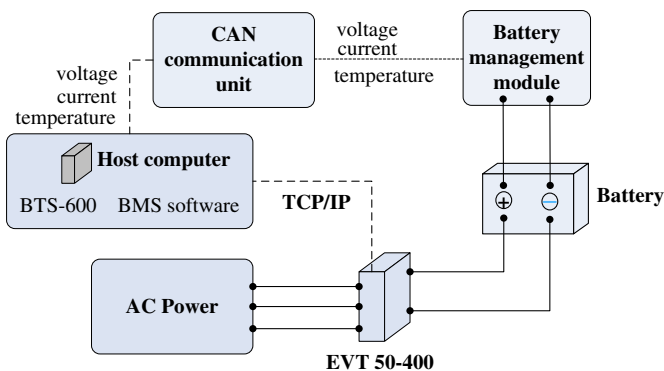 CAN
communication
unit
voltage
current
temperature
Battery
management
module
voltage
current
temperature
Host computer
BTS-600 BMS software
TCP/IP
+
−
Battery
AC Power
EVT 50-400